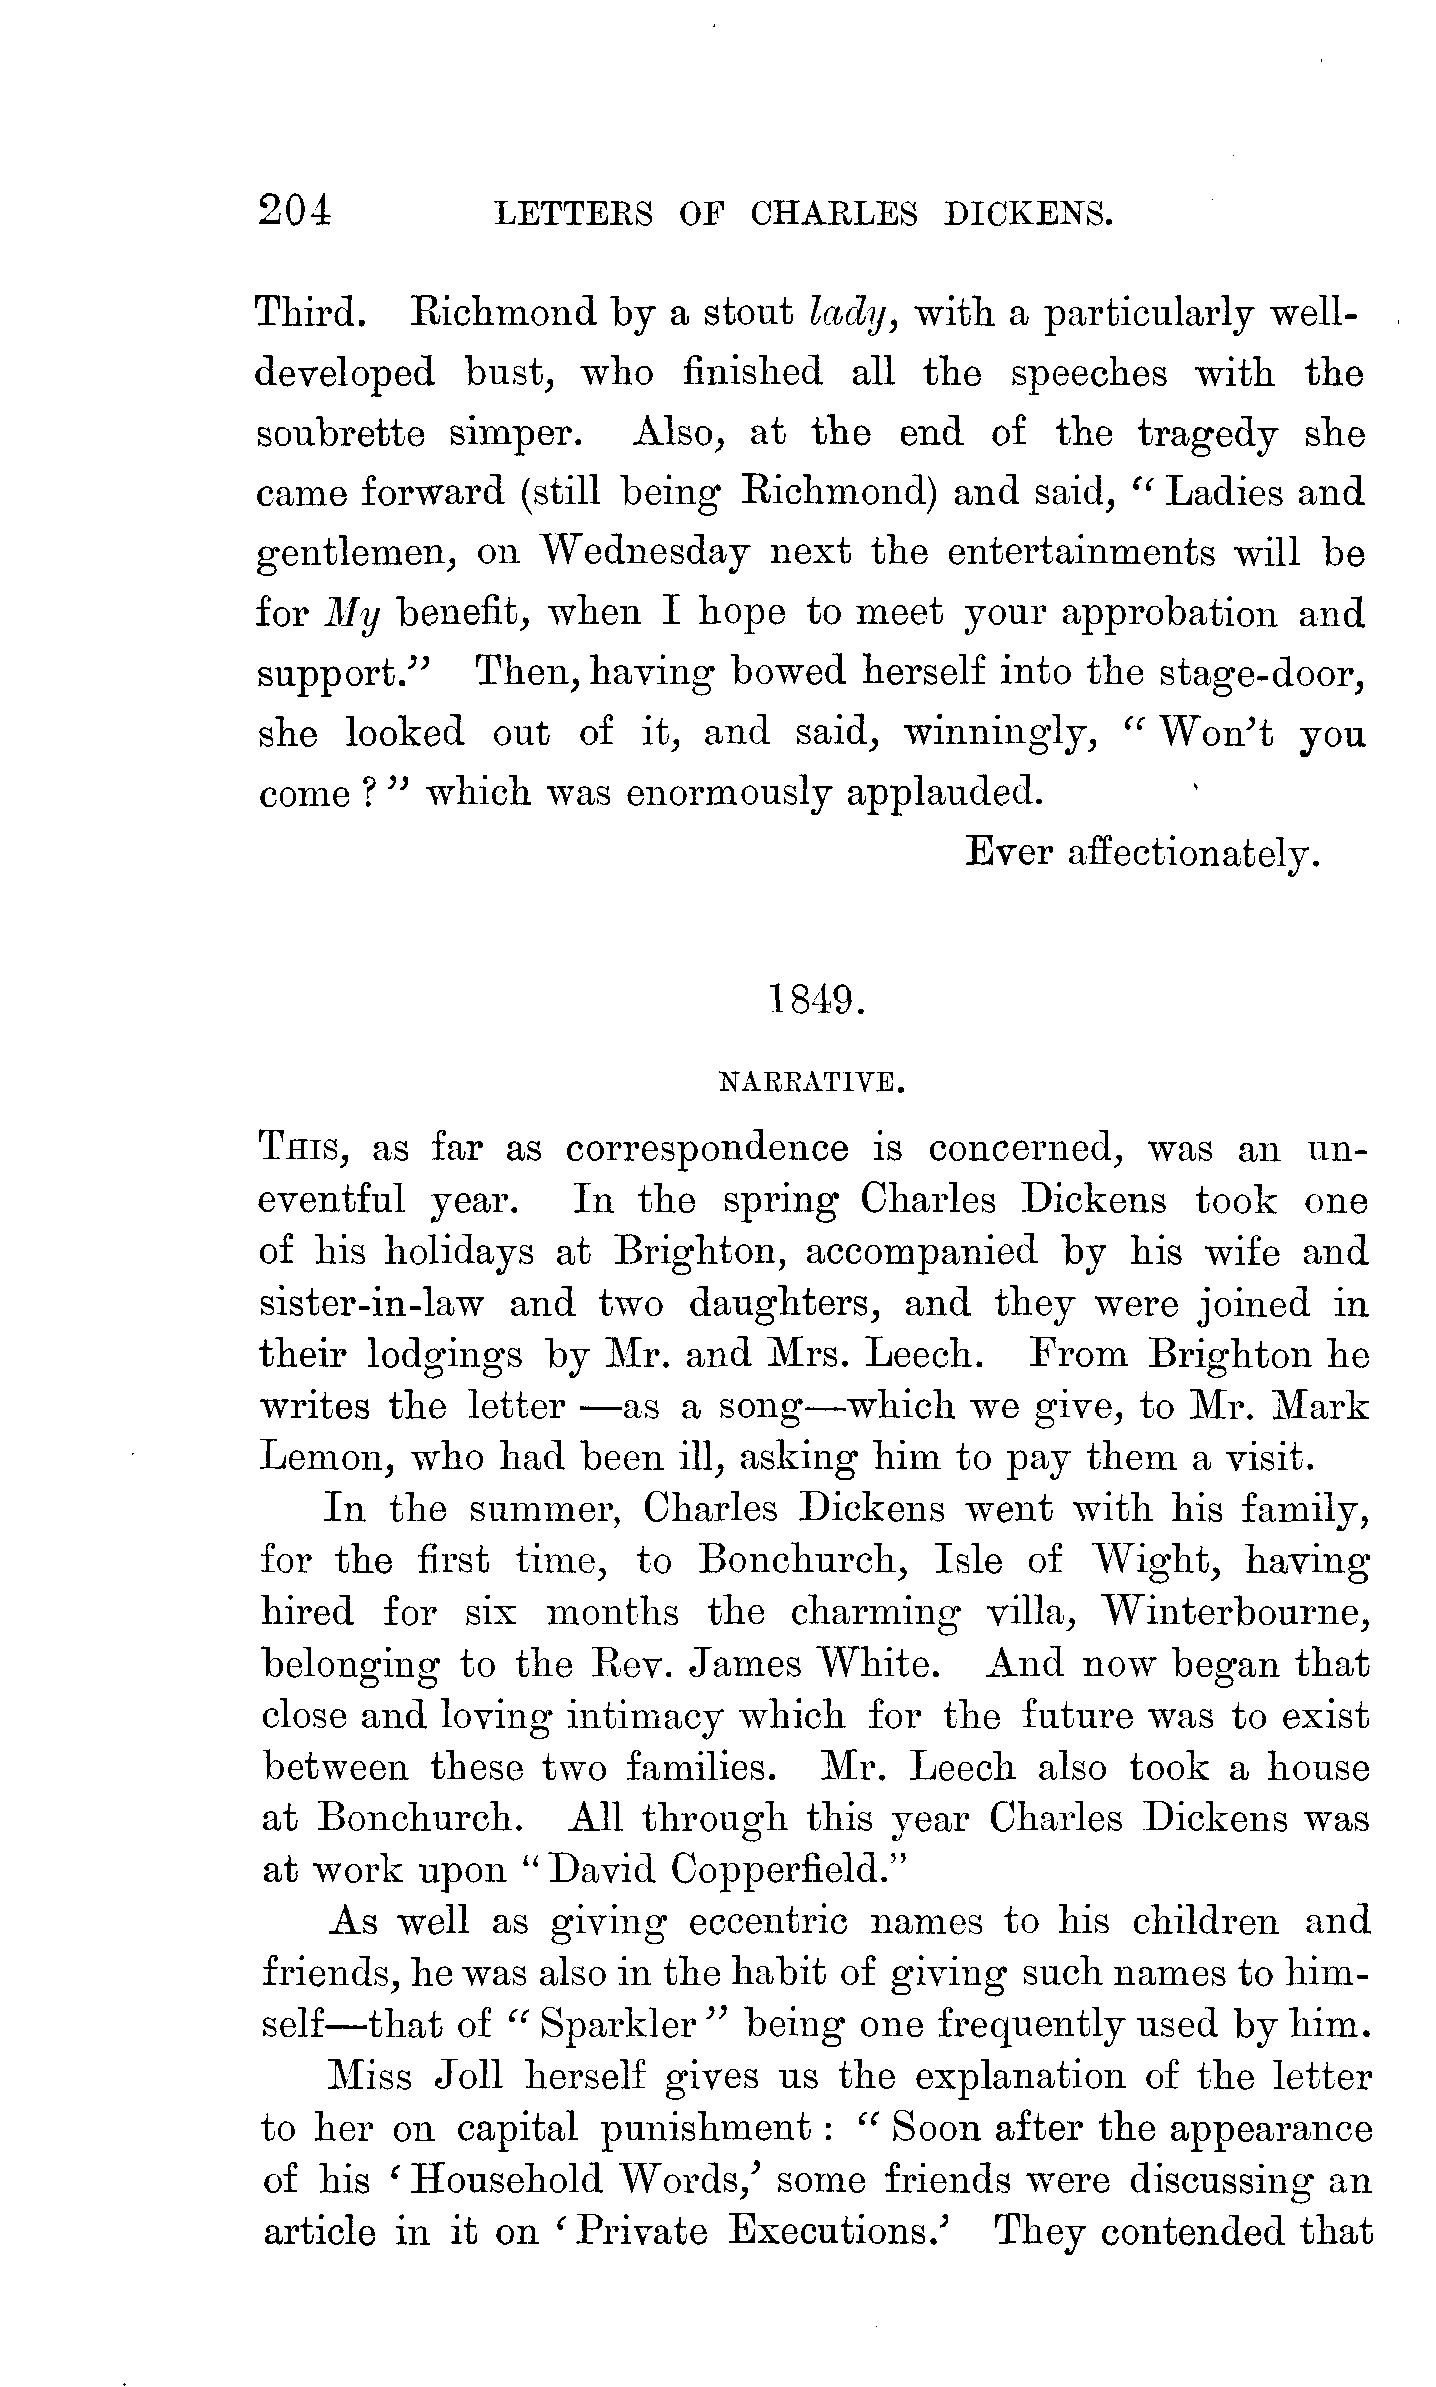 204 LETTERS OF CHARLES DICKENS.
Third. Richmond by a stout lady, with a particularly well-
developed bust, who finished all the speeches with the
soubrette simper. Also, at the end of the tragedy she
came forward (still being Richmond) and said, “ Ladies and
gentlemen, on Wednesday next the entertainments will be
for My benefit, when I hope to meet your approbation and
support.” Then, having bowed herself into the stage-door,
she looked out of it, and said, winningly, “ Won’t you
come ? ” which was enormously applauded.
Ever affectionately.
1849.
NARRATIVE.
THIS, as far as correspondence is concerned, was an un-
eventful year. In the spring Charles Dickens took one
of his holidays at Brighton, accompanied by his wife and
sister-in-law and two daughters, and they were joined in
their lodgings by Mr. and Mrs. Leech. From Brighton he
writes the letter —as a song—which we give, to Mr. Mark
Lemon, who had been ill, asking him to pay them a visit.
In the summer, Charles Dickens went with his family,
for the first time, to Bonchurch, Isle of Wight, having
hired for six months the charming villa, Winterbourne,
belonging to the Rev. James White. And now began that
close and loving intimacy which for the future was to exist
between these two families. Mr. Leech also took a house
at Bonchurch. All through this year Charles Dickens was
at work upon “ David Copperfield.”
As well as giving eccentric names to his children and
friends, he was also in the habit of giving such names to him-
self—that of “ Sparkler ” being one frequently used by him.
Miss Joll herself gives us the explanation of the letter
to her on capital punishment : “ Soon after the appearance
of his ‘ Household Words,’ some friends were discussing an
article in it on ‘ Private Executions.’ They contended that